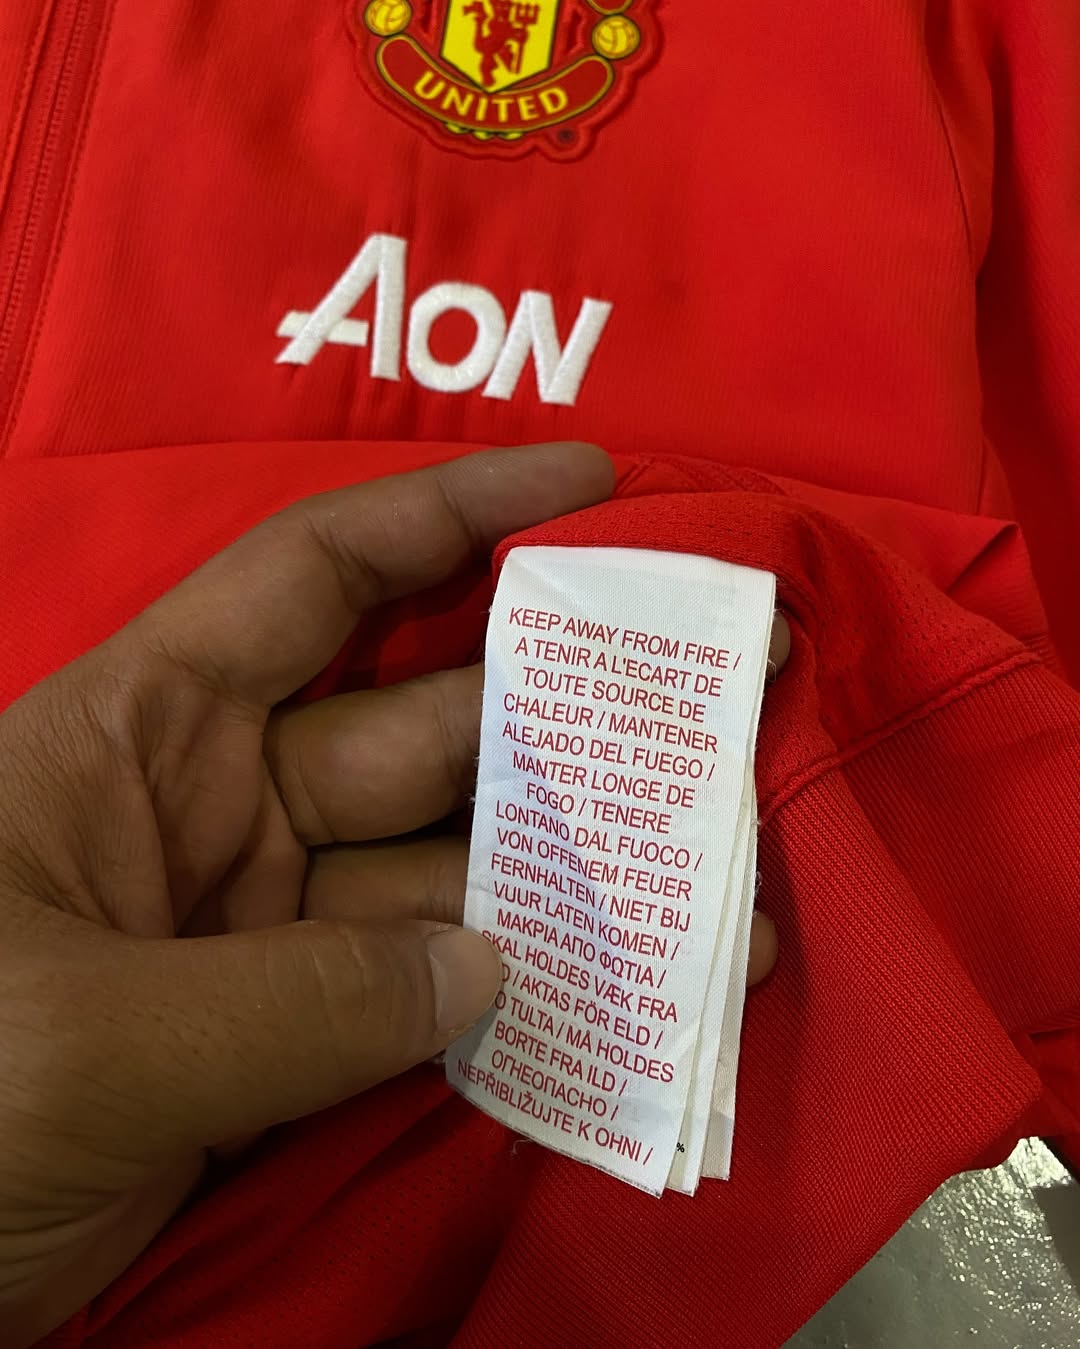 UNITED
AON
KEEP AWAY FROM FIRE /
A TENIR A L'ECART DE
TOUTE SOURCE DE
CHALEUR / MANTENER
ALEJADO DEL FUEGO /
MANTER LONGE DE
FOGO / TENERE
LONTANO DAL FUOCO /
VON OFFENEM FEUER
FERNHALTEN / NIET BIJ
VUUR LATEN KOMEN /
ΜΑΚΡΙΑ ΑΠΟ ΦΩΤΙΑ /
SKAL HOLDES VÆK FRA
/ AKTAS FÖR ELD /
TULTA / MÅ HOLDES
BORTE FRA ILD /
ОГНЕОПАСНО /
NEPŘIBLIŽUJTE K OHNI /
%